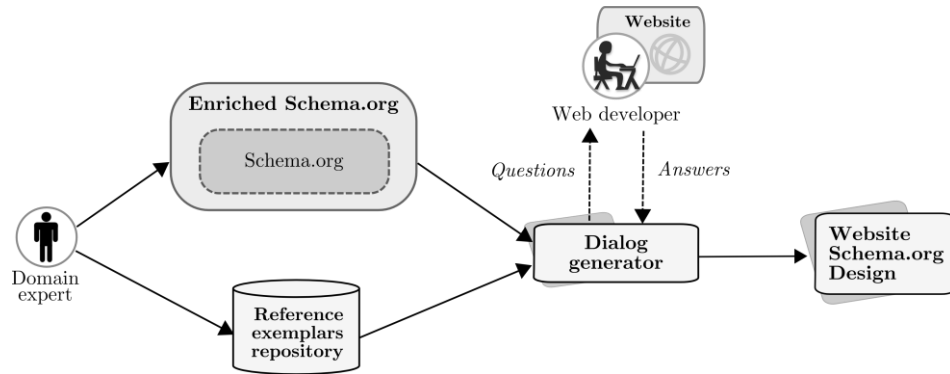 Website
Web developer
Enriched Schema.org
Schema.org
Questions
Answers
Domain
expert
Dialog
generator
Website
Schema.org
Design
Reference
exemplars
repository